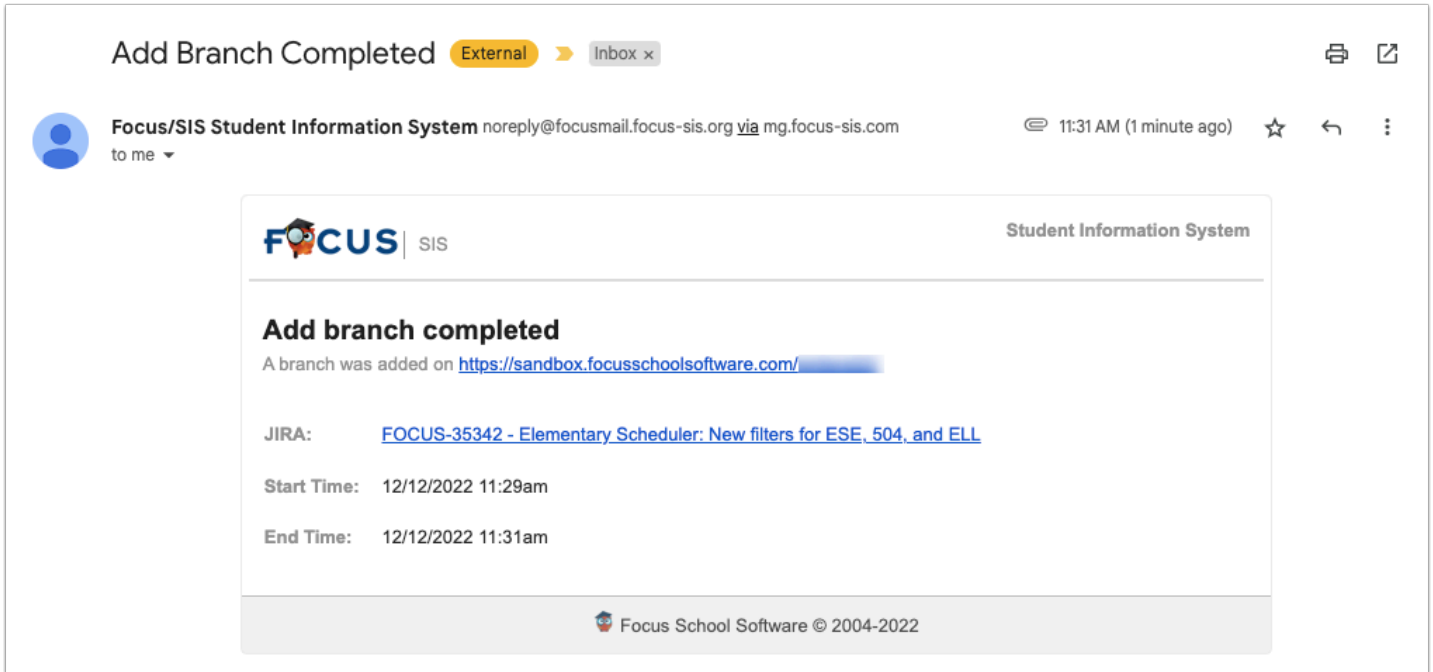 Add Branch Completed External Inbox x
Focus/SIS Student Information System noreply@focusmail.focus-sis.org via mg.focus-sis.com 11:31 AM (1 minute ago)
to me
FOCUS | SIS Student Information System
Add branch completed
A branch was added on https://sandbox.focusschoolsoftware.com/
JIRA: FOCUS-35342 - Elementary Scheduler: New filters for ESE, 504, and ELL
Start Time: 12/12/2022 11:29am
End Time: 12/12/2022 11:31am
Focus School Software © 2004-2022